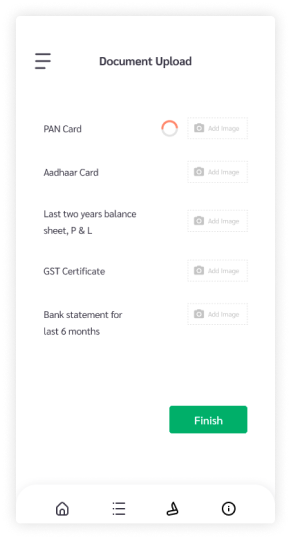 Document Upload
PAN Card
Add Image
Aadhaar Card
Add Image
Last two years balance
sheet, P & L
Add Image
GST Certificate
Add Image
Bank statement for
last 6 months
Add Image
Finish